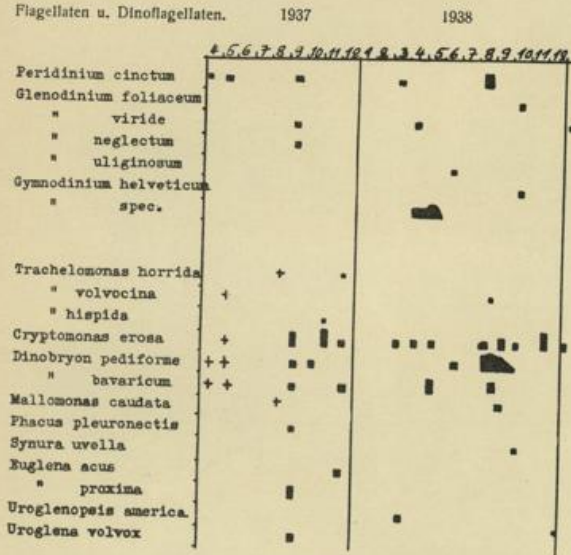 Flagellaten u. Dinoflagellaten. 1937 1938
4.5.6.7.8.9.10.11.12 1 2.3.4.5.6.7.8.9.10.11.12.
Peridinium cinctum
Glenodinium foliaceum
" viride
" neglectum
" uliginosum
Gymnodinium helveticum
" spec.
Trachelomonas horrida
" volvocina
" hispida
Cryptomonas erosa
Dinobryon pediforme
" bavaricum
Mallomonas caudata
Phacus pleuronectis
Synura uvella
Euglena acus
" proxima
Uroglenopsis america.
Uroglena volvox